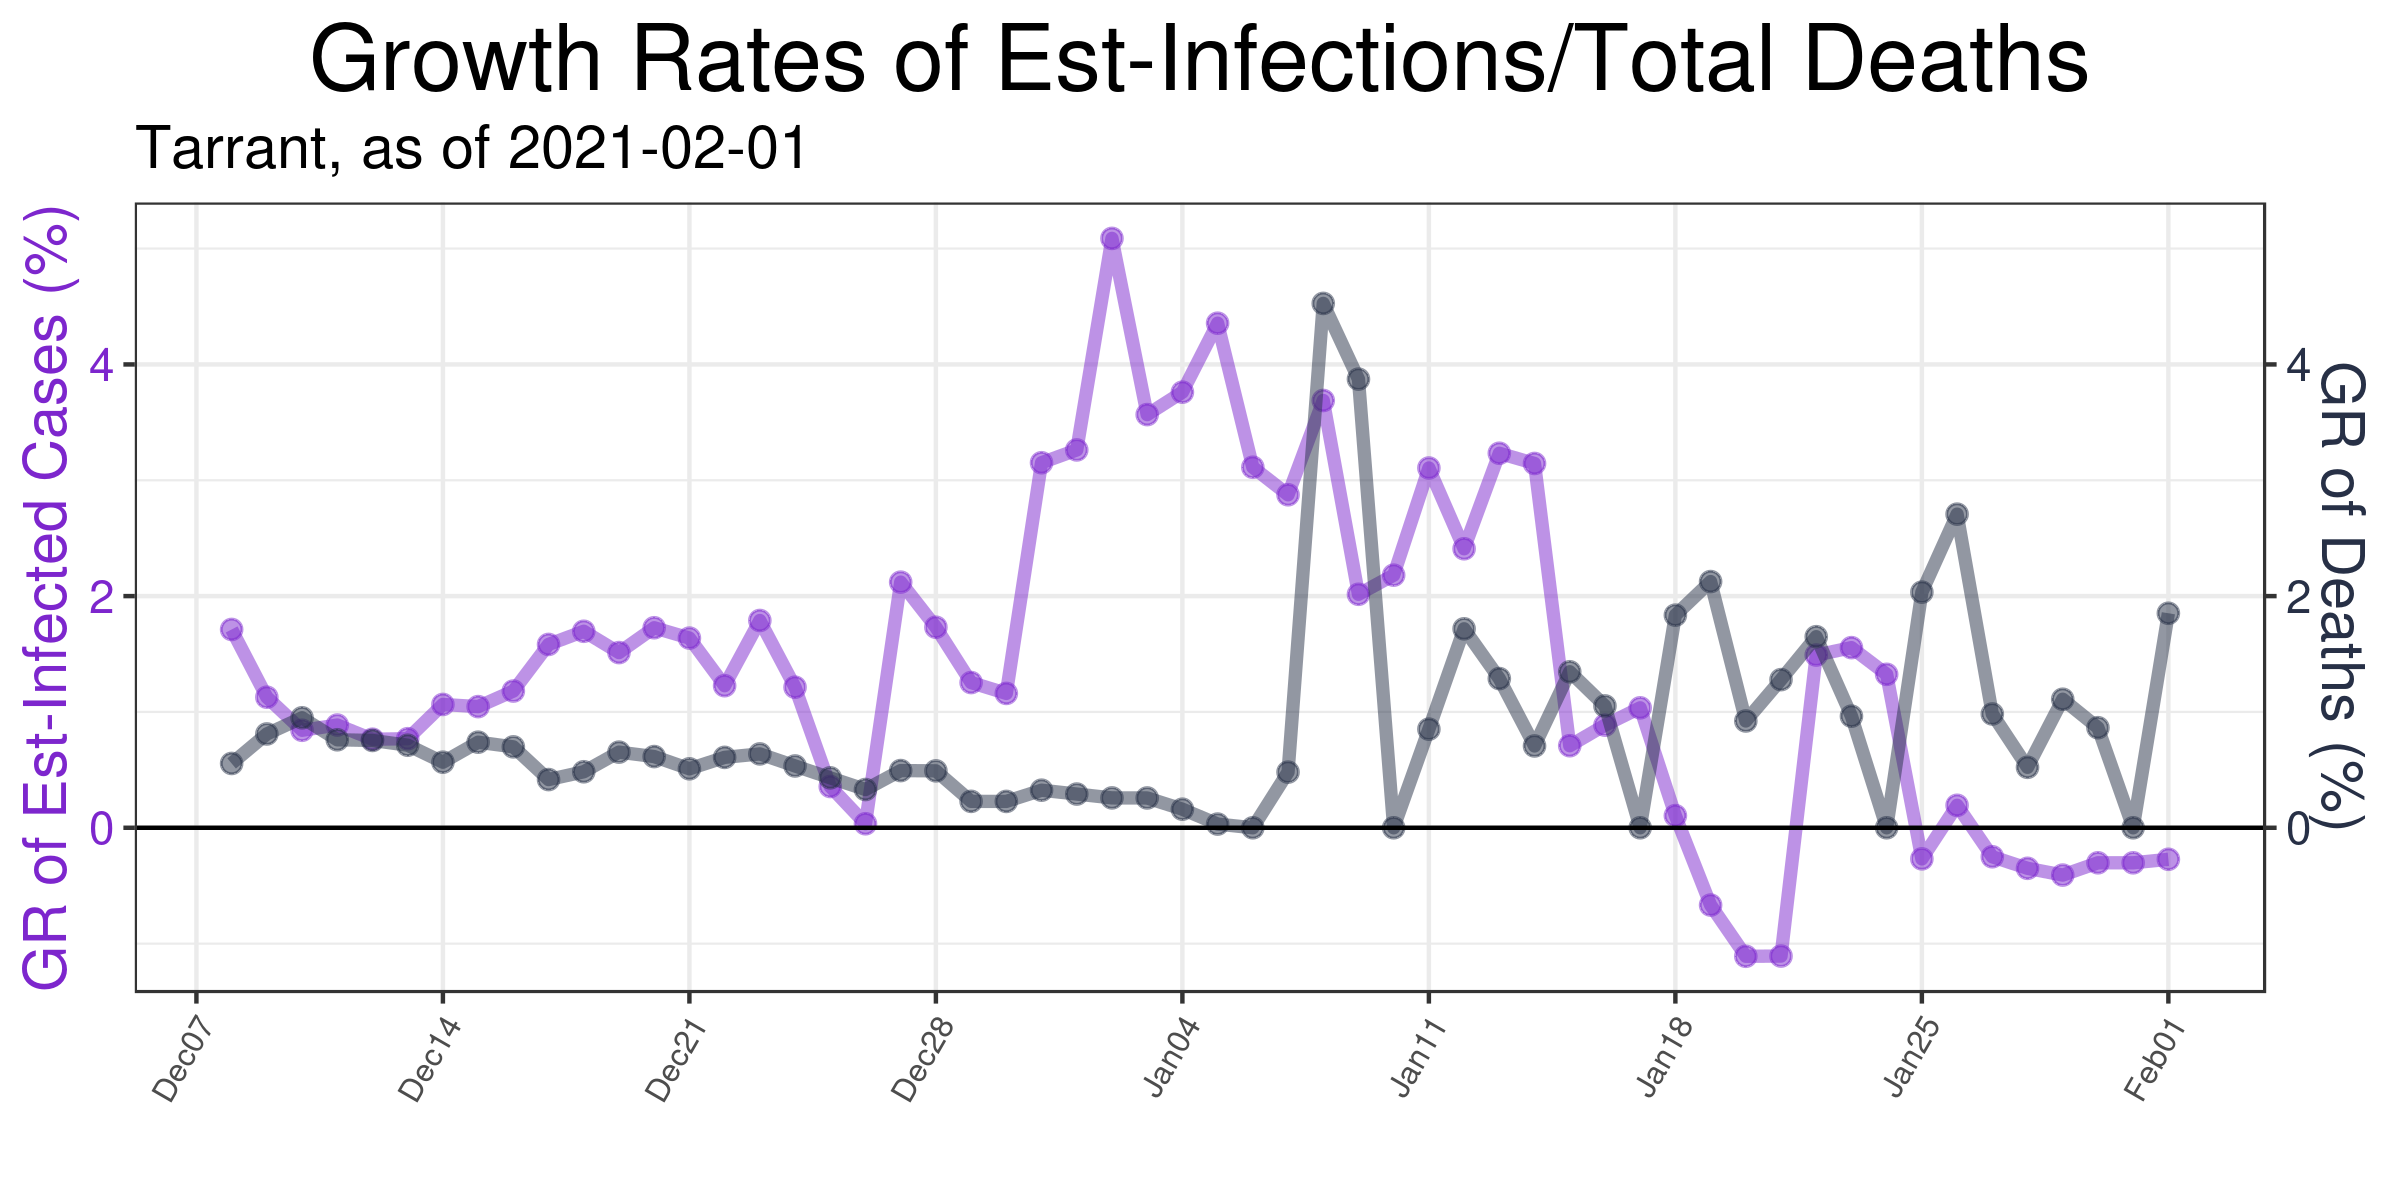 Growth Rates of Est-Infections/Total Deaths
Tarrant, as of 2021-02-01
GR of Est-Infected Cases (%)
4
2
0
4
2
0
GR of Deaths (%)
Dec07
Dec14
Dec21
Dec28
Jan04
Jan11
Jan18
Jan25
Feb01